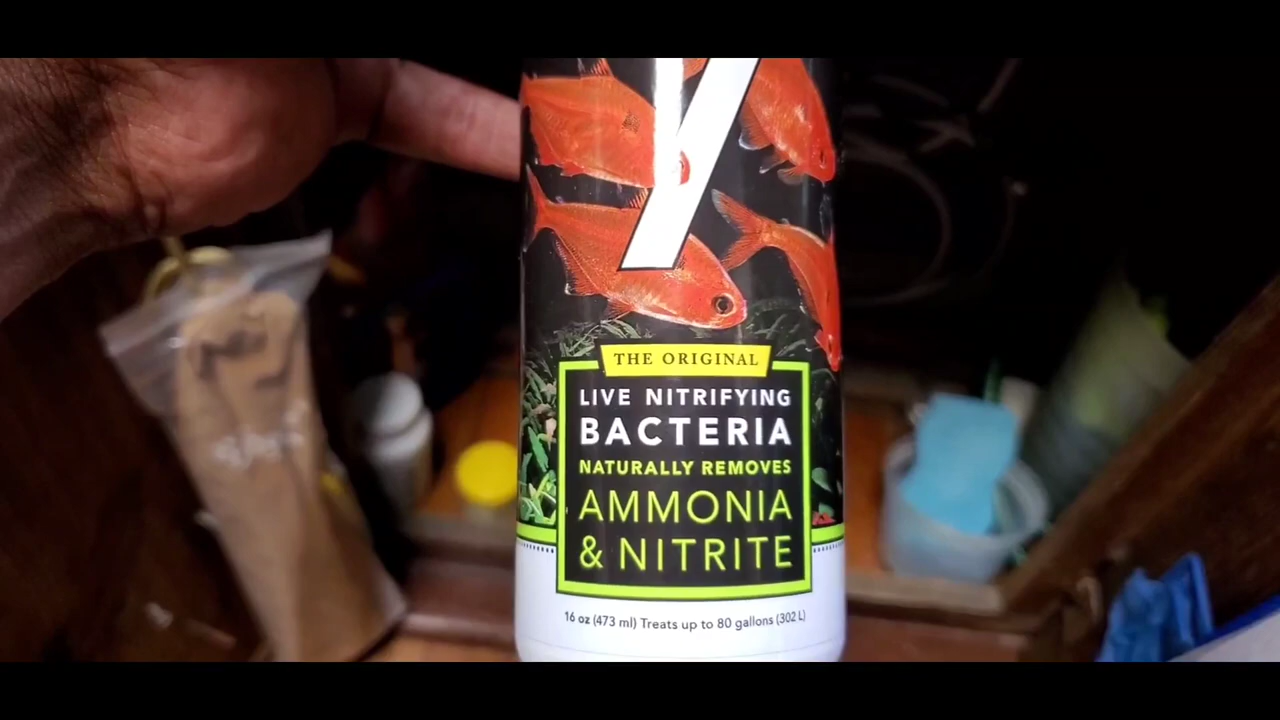 THE ORIGINAL
LIVE NITRIFYING
BACTERIA
NATURALLY REMOVES
AMMONIA
& NITRITE
16 oz (473 ml) Treats up to 80 gallons (302 L)